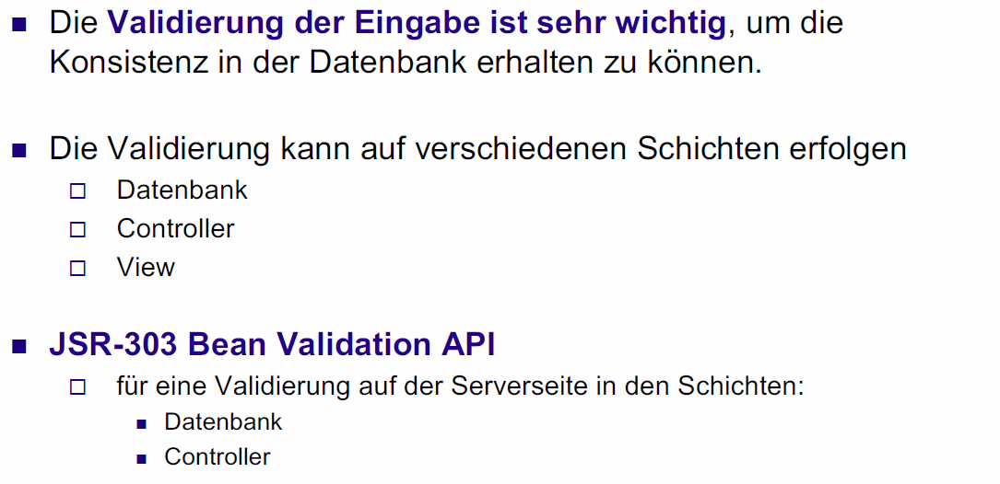 Die Validierung der Eingabe ist sehr wichtig, um die
Konsistenz in der Datenbank erhalten zu können.
Die Validierung kann auf verschiedenen Schichten erfolgen
Datenbank
Controller
View
JSR-303 Bean Validation API
für eine Validierung auf der Serverseite in den Schichten:
Datenbank
Controller